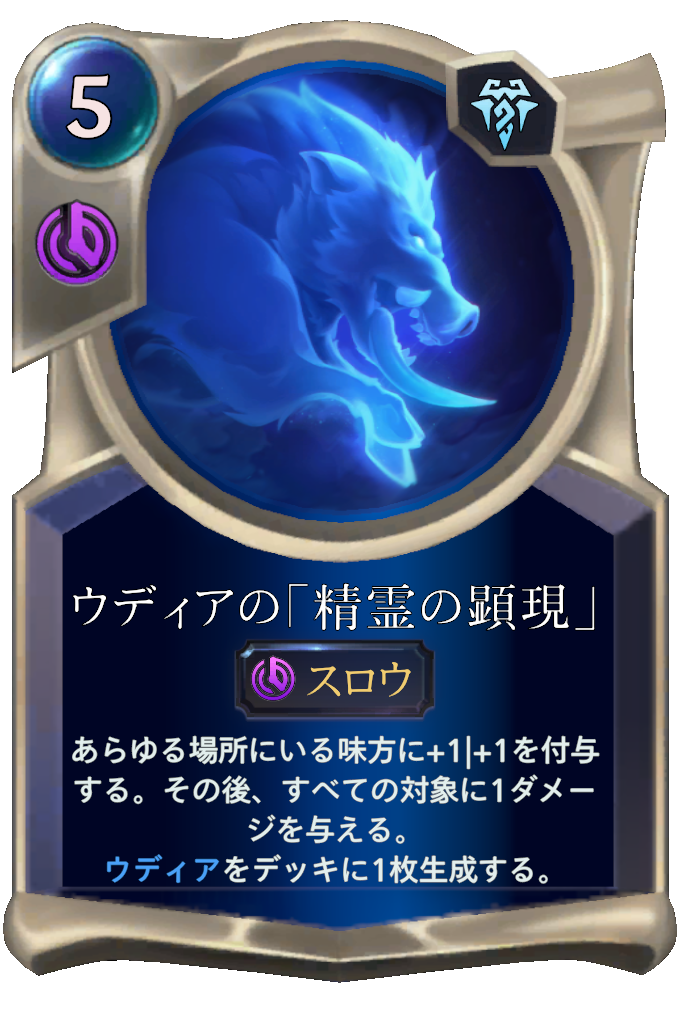 5
ウディアの「精霊の顕現」
スロウ
あらゆる場所にいる味方に+1|+1を付与
する。その後、すべての対象に1ダメー
ジを与える。
ウディアをデッキに1枚生成する。